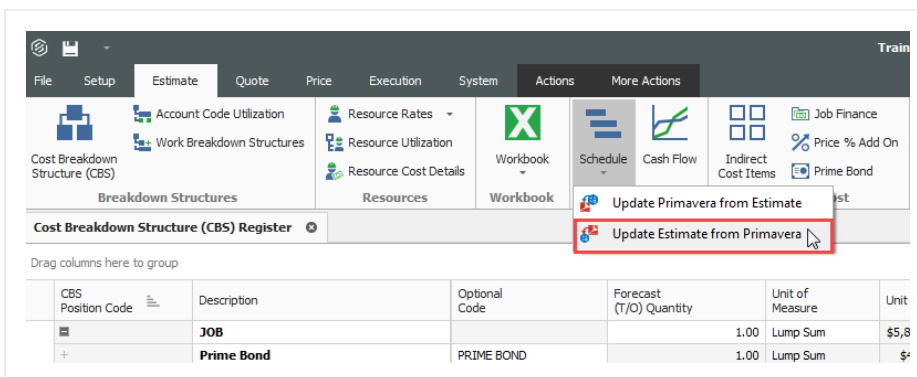 Train
File Setup Estimate Quote Price Execution System Actions More Actions
Account Code Utilization Resource Rates Job Finance
Work Breakdown Structures Resource Utilization Price % Add On
Cost Breakdown Structure (CBS) Resource Cost Details Workbook Schedule Cash Flow Indirect Cost Items Prime Bond
Breakdown Structures Resources Workbook
Update Primavera from Estimate
Cost Breakdown Structure (CBS) Register
Update Estimate from Primavera
Drag columns here to group
CBS Position Code Description Optional Code Forecast (T/O) Quantity Unit of Measure Unit
JOB 1.00 Lump Sum $5,8
Prime Bond PRIME BOND 1.00 Lump Sum $4